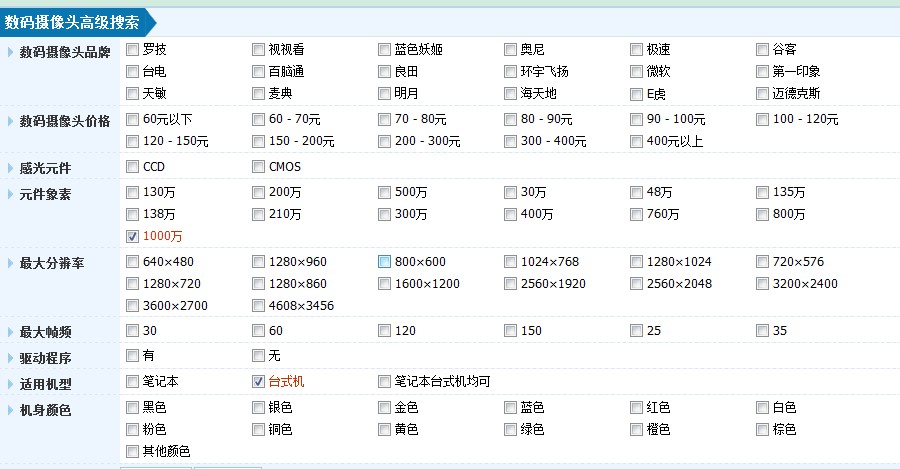 数码摄像头高级搜索
数码摄像头品牌 罗技 视视看 蓝色妖姬 奥尼 极速 谷客
台电 百脑通 良田 环宇飞扬 微软 第一印象
天敏 麦典 明月 海天地 E虎 迈德克斯
数码摄像头价格 60元以下 60 - 70元 70 - 80元 80 - 90元 90 - 100元 100 - 120元
120 - 150元 150 - 200元 200 - 300元 300 - 400元 400元以上
感光元件 CCD CMOS
元件象素 130万 200万 500万 30万 48万 135万
138万 210万 300万 400万 760万 800万
1000万
最大分辨率 640×480 1280×960 800×600 1024×768 1280×1024 720×576
1280×720 1280×860 1600×1200 2560×1920 2560×2048 3200×2400
3600×2700 4608×3456
最大帧频 30 60 120 150 25 35
驱动程序 有 无
适用机型 笔记本 台式机 笔记本台式机均可
机身颜色 黑色 银色 金色 蓝色 红色 白色
粉色 铜色 黄色 绿色 橙色 棕色
其他颜色